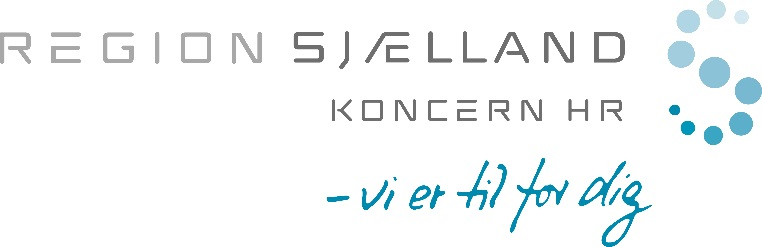 REGION SJÆLLAND
KONCERN HR
– vi er til for dig